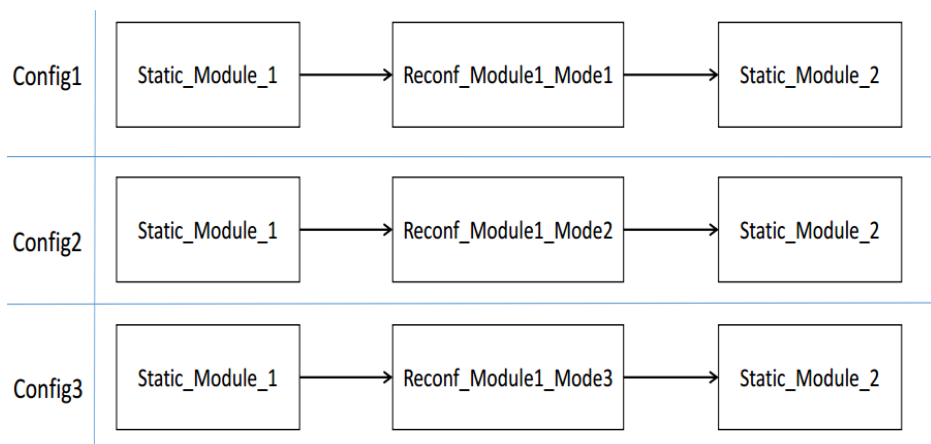 Config1
Static_Module_1
Reconf_Module1_Mode1
Static_Module_2
Config2
Static_Module_1
Reconf_Module1_Mode2
Static_Module_2
Config3
Static_Module_1
Reconf_Module1_Mode3
Static_Module_2